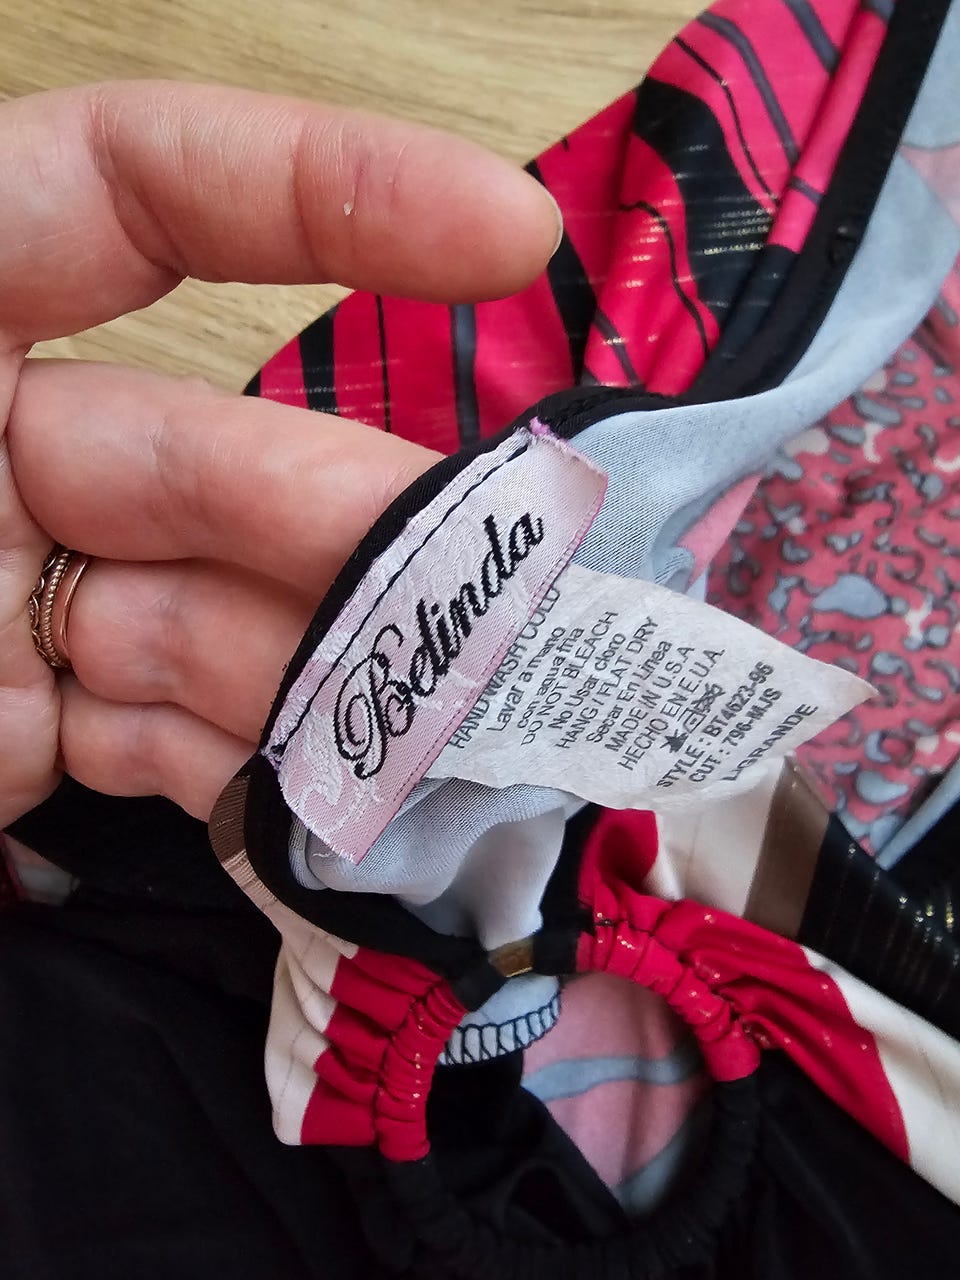 Belinda
HAND WASH COLD
Lavar a mano
con agua fria
DO NOT BLEACH
No Usar cloro
HANG / FLAT DRY
Secar En Linea
MADE IN U.S.A
HECHO EN E.U.A.
STYLE : BT4623-95
CUT : 796-MJS
L/GRANDE